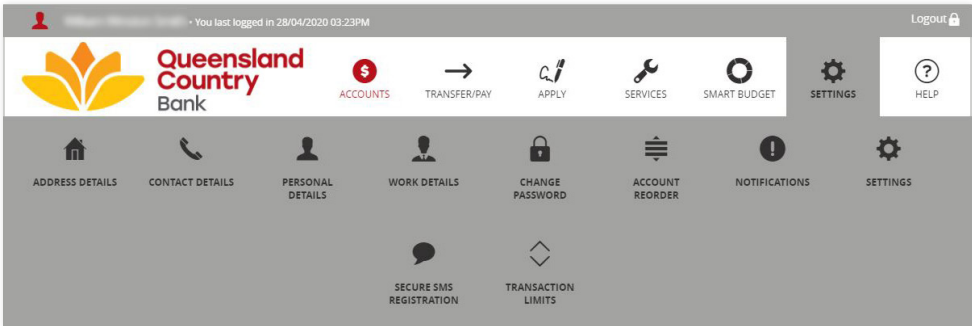 • You last logged in 28/04/2020 03:23PM
Logout
Queensland
Country
Bank
$
ACCOUNTS
TRANSFER/PAY
APPLY
SERVICES
SMART BUDGET
SETTINGS
?
HELP
ADDRESS DETAILS
CONTACT DETAILS
PERSONAL
DETAILS
WORK DETAILS
CHANGE
PASSWORD
ACCOUNT
REORDER
!
NOTIFICATIONS
SETTINGS
SECURE SMS
REGISTRATION
TRANSACTION
LIMITS